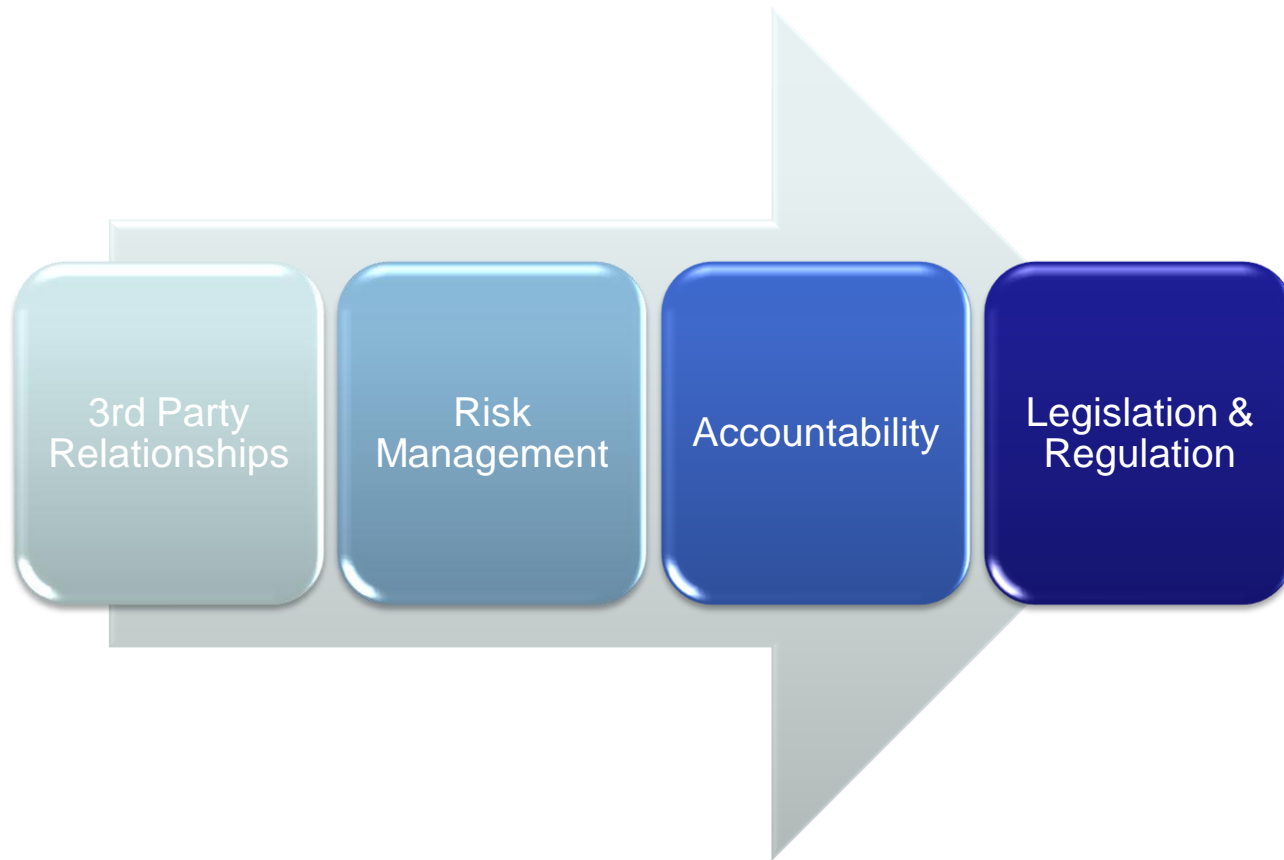 3rd Party
Relationships
Risk
Management
Accountability
Legislation &
Regulation